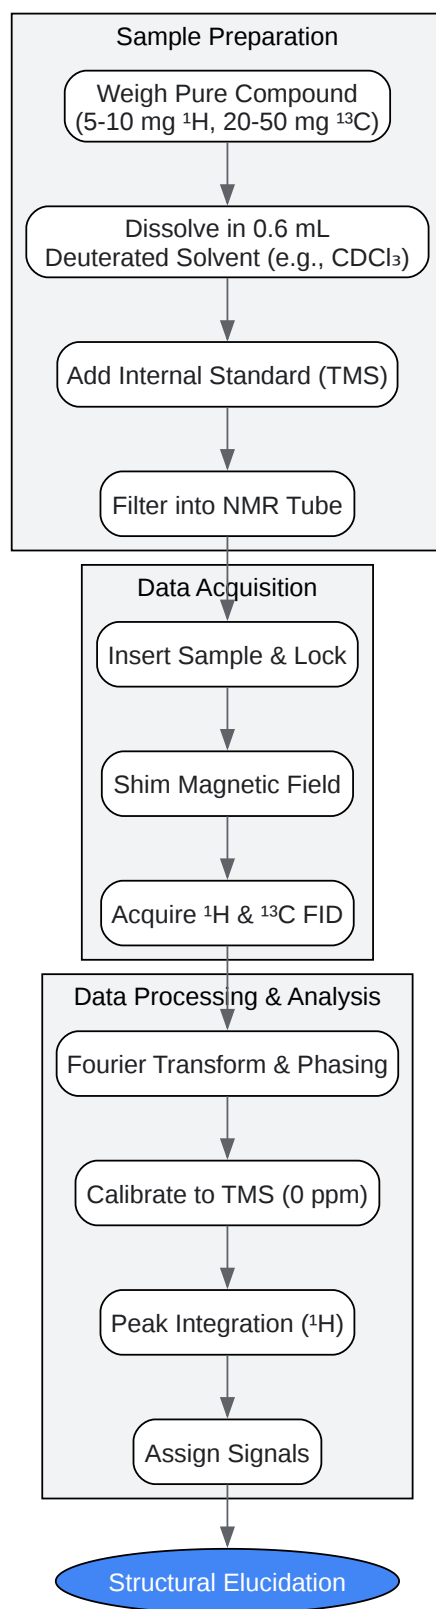 Sample Preparation
Weigh Pure Compound
(5-10 mg ¹H, 20-50 mg ¹³C)
Dissolve in 0.6 mL
Deuterated Solvent (e.g., CDCl₃)
Add Internal Standard (TMS)
Filter into NMR Tube
Data Acquisition
Insert Sample & Lock
Shim Magnetic Field
Acquire ¹H & ¹³C FID
Data Processing & Analysis
Fourier Transform & Phasing
Calibrate to TMS (0 ppm)
Peak Integration (¹H)
Assign Signals
Structural Elucidation